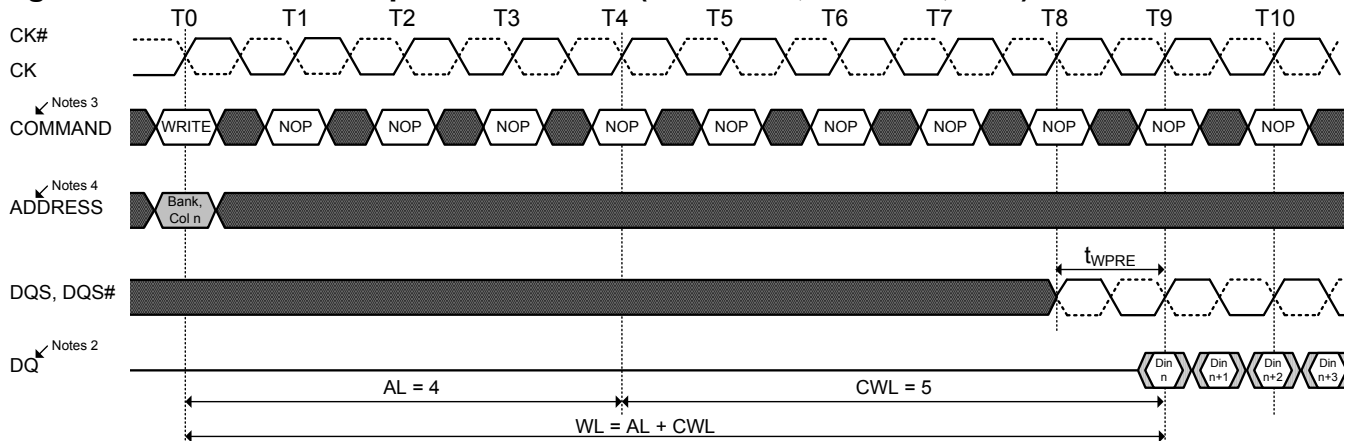 T0 T1 T2 T3 T4 T5 T6 T7 T8 T9 T10
CK#
CK
Notes 3
COMMAND WRITE NOP NOP NOP NOP NOP NOP NOP NOP NOP NOP
Notes 4
ADDRESS Bank, Col n
tWPRE
DQS, DQS#
Notes 2
DQ Din n Din n+1 Din n+2 Din n+3
AL = 4 CWL = 5
WL = AL + CWL